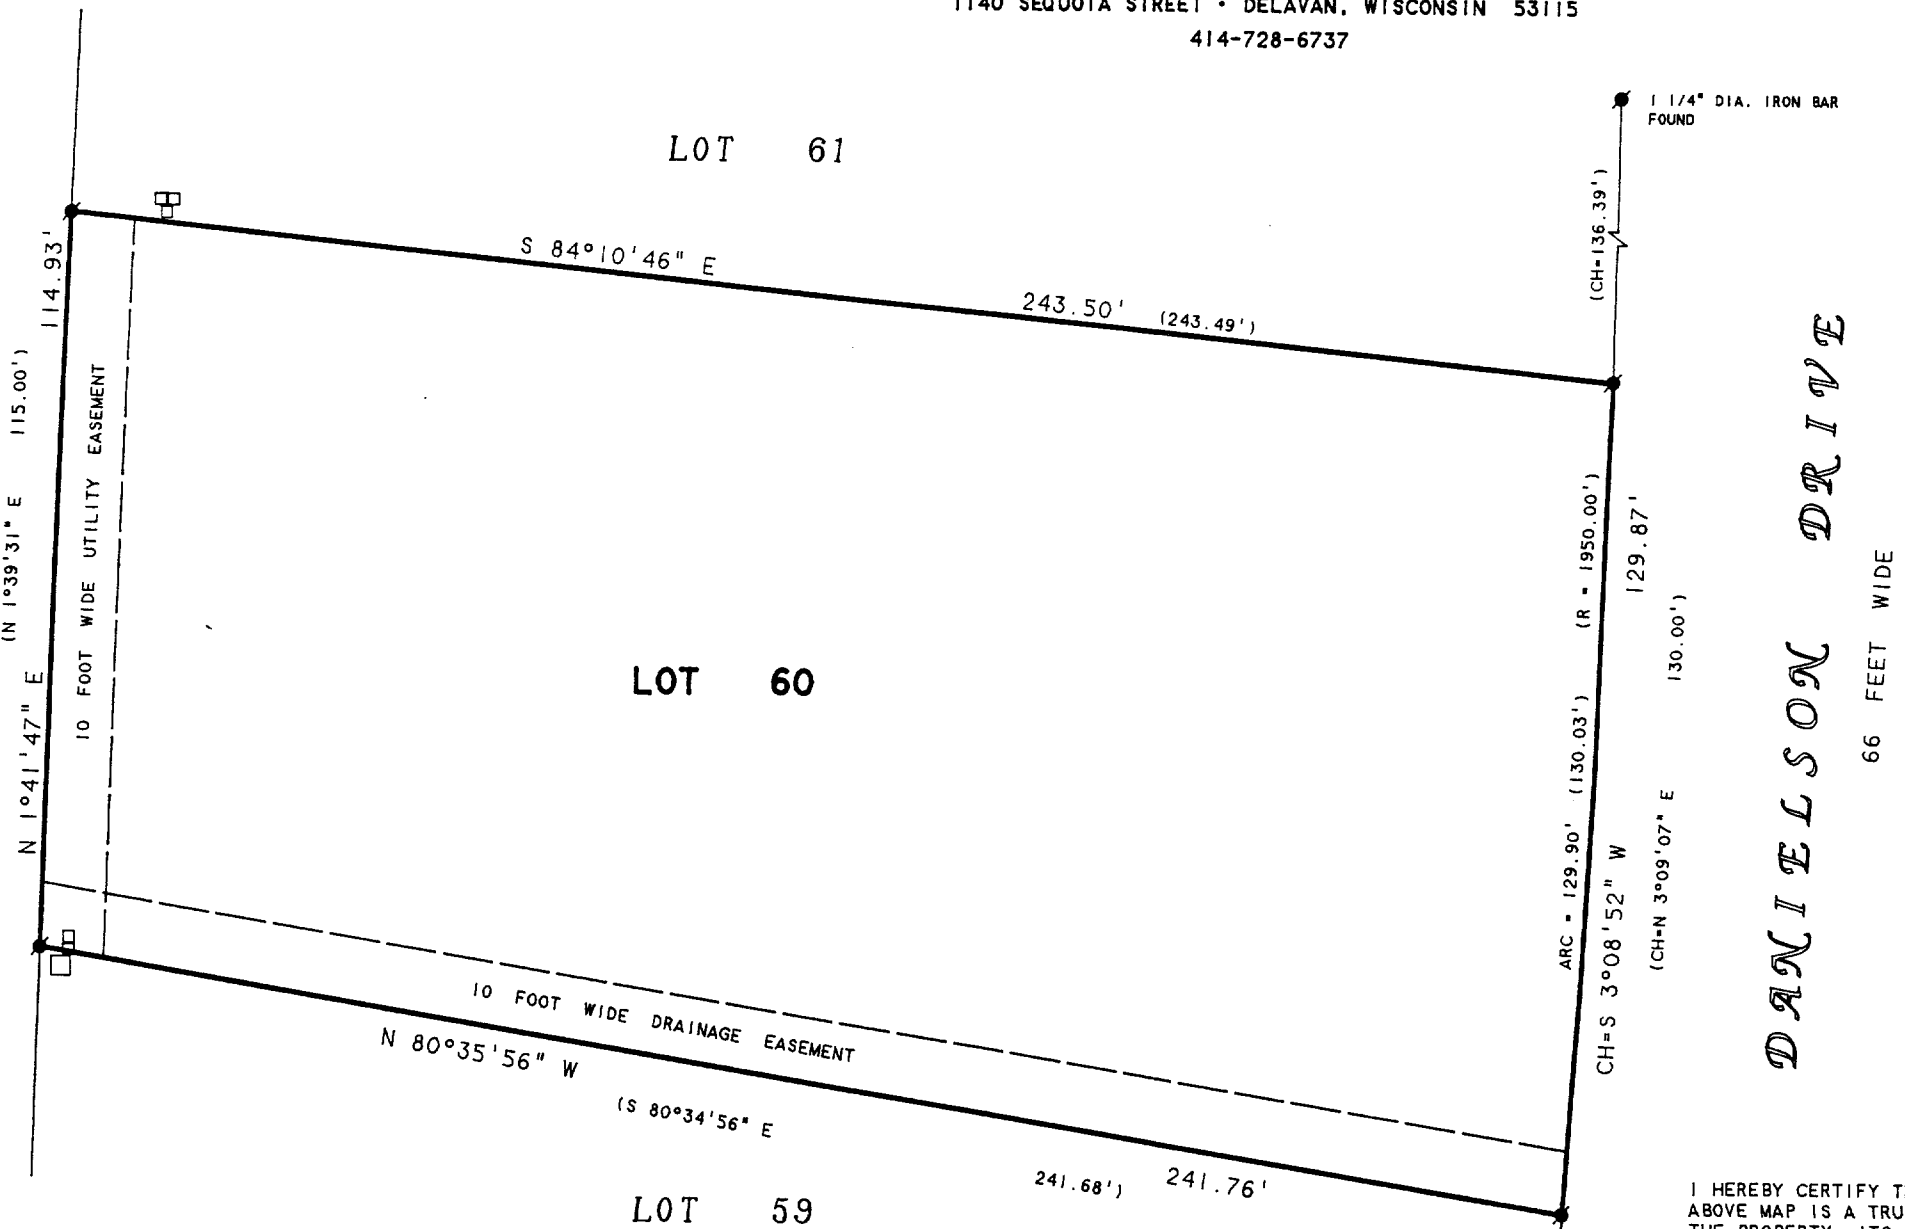 1140 SEQUOIA STREET • DELAVAN, WISCONSIN 53115
414-728-6737
1 1/4" DIA. IRON BAR
FOUND
LOT 61
(CH=136.39')
S 84°10'46" E
243.50' (243.49')
114.93'
N 1°41'47" E
(N 1°39'31" E 115.00')
10 FOOT WIDE UTILITY EASEMENT
LOT 60
(R = 1950.00')
ARC = 129.90' (130.03')
129.87'
CH=S 3°08'52" W
(CH=N 3°09'07" E 130.00')
DANIELSON DRIVE
66 FEET WIDE
10 FOOT WIDE DRAINAGE EASEMENT
N 80°35'56" W
(S 80°34'56" E
241.68') 241.76'
LOT 59
I HEREBY CERTIFY
ABOVE MAP IS A